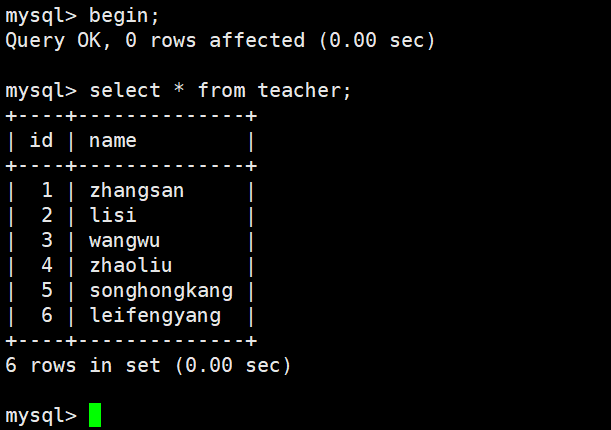 mysql> begin;
Query OK, 0 rows affected (0.00 sec)
mysql> select * from teacher;
+----+--------------+
| id | name         |
+----+--------------+
|  1 | zhangsan     |
|  2 | lisi         |
|  3 | wangwu       |
|  4 | zhaoliu      |
|  5 | songhongkang |
|  6 | leifengyang  |
+----+--------------+
6 rows in set (0.00 sec)
mysql>